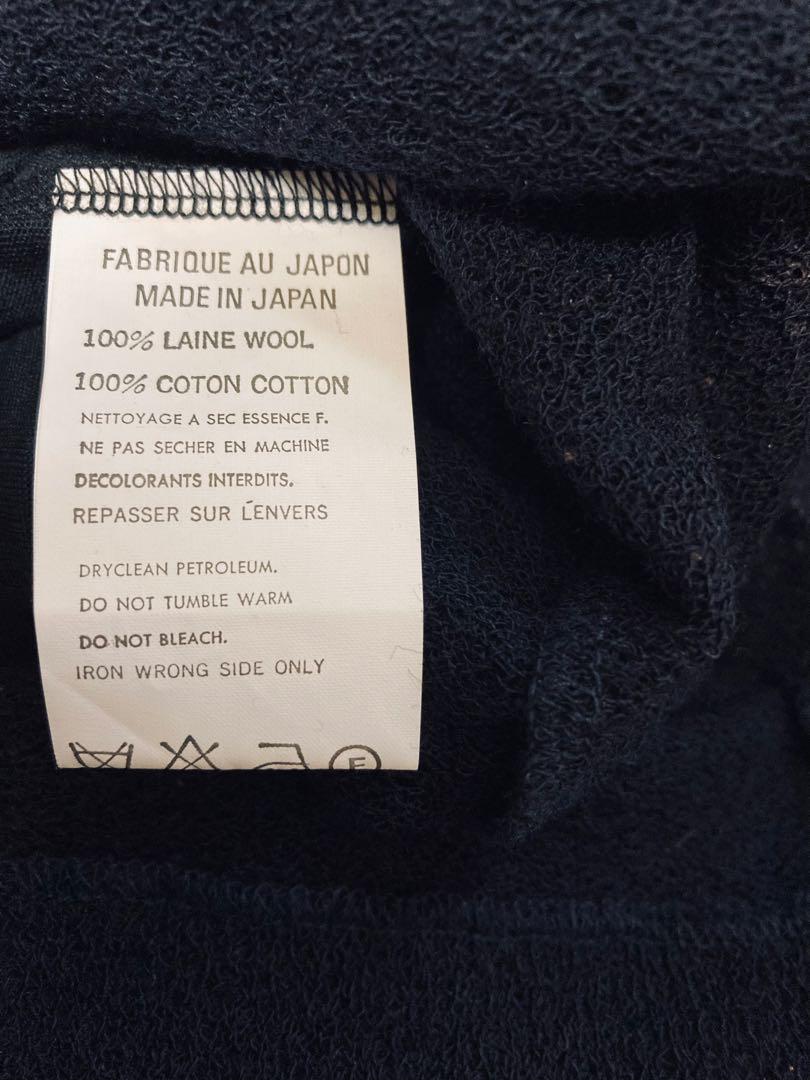 FABRIQUE AU JAPON
MADE IN JAPAN
100% LAINE WOOL
100% COTON COTTON
NETTOYAGE A SEC ESSENCE F.
NE PAS SECHER EN MACHINE
DECOLORANTS INTERDITS.
REPASSER SUR L'ENVERS
DRYCLEAN PETROLEUM.
DO NOT TUMBLE WARM
DO NOT BLEACH.
IRON WRONG SIDE ONLY
F